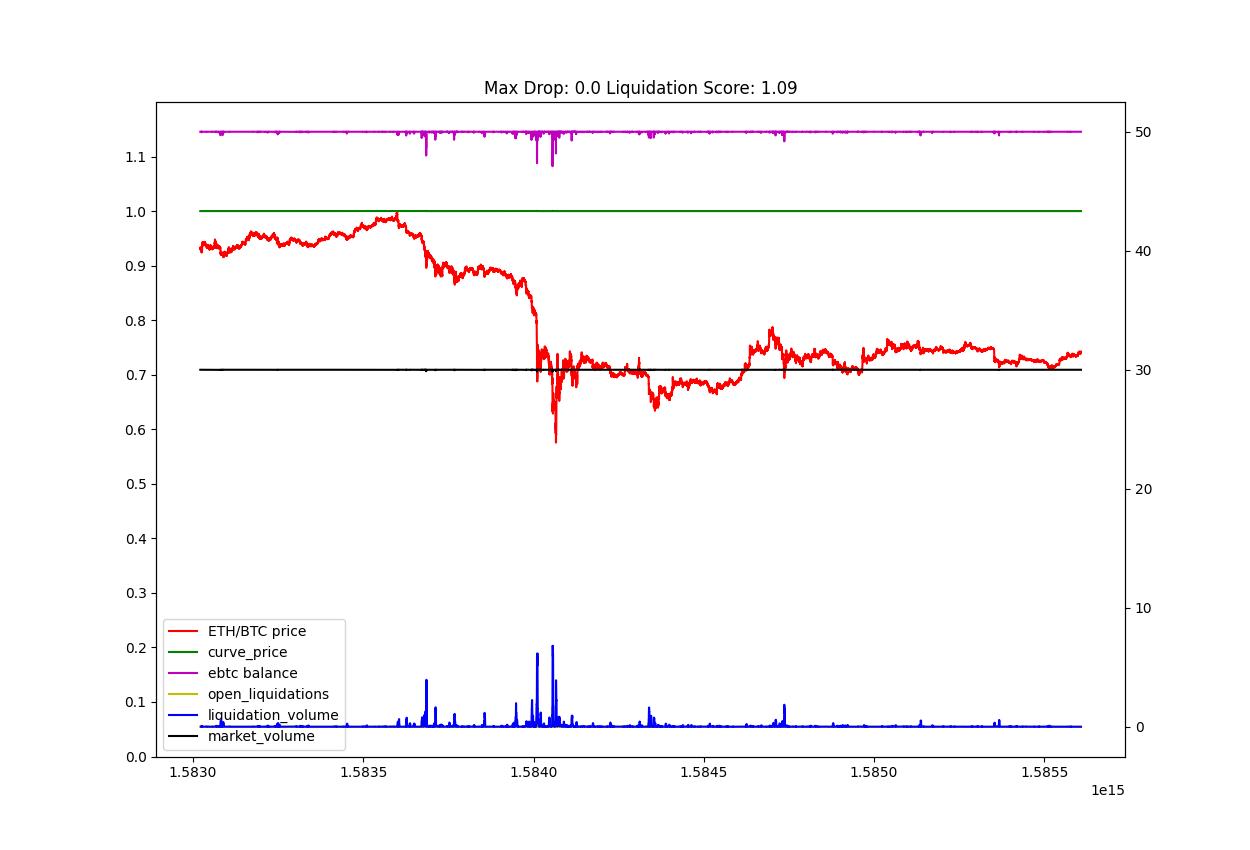 Max Drop: 0.0 Liquidation Score: 1.09
1.1
1.0
0.9
0.8
0.7
0.6
0.5
0.4
0.3
0.2
0.1
0.0
50
40
30
20
10
0
ETH/BTC price
curve_price
ebtc balance
open_liquidations
liquidation_volume
market_volume
1.5830 1.5835 1.5840 1.5845 1.5850 1.5855
1e15